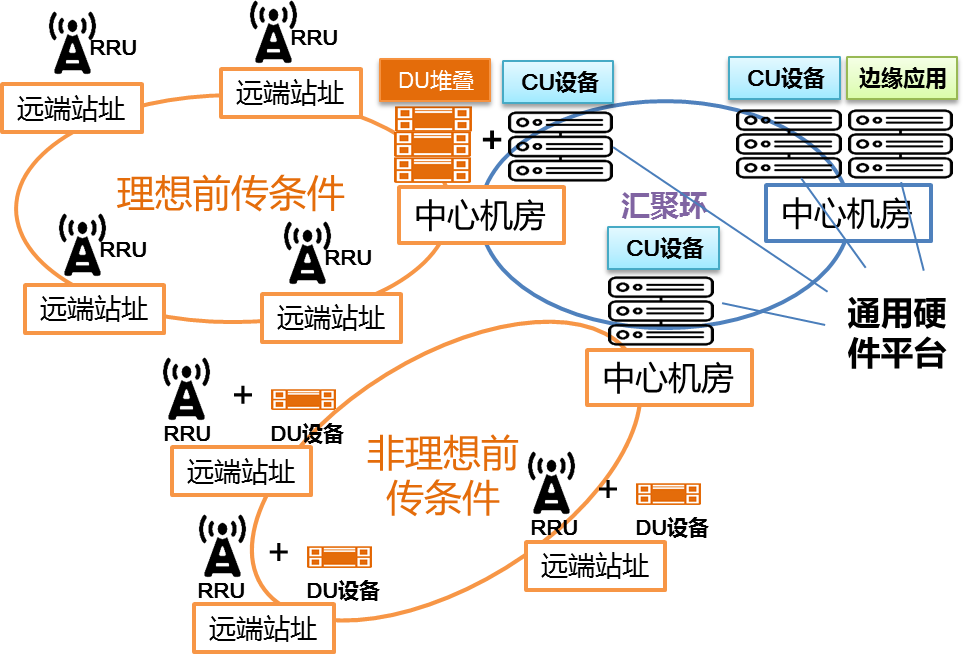 RRU
远端站址
RRU
远端站址
DU堆叠
CU设备
CU设备
边缘应用
+
理想前传条件
中心机房
汇聚环
中心机房
RRU
远端站址
RRU
远端站址
CU设备
通用硬
件平台
中心机房
RRU
+
DU设备
远端站址
非理想前
传条件
RRU
+
DU设备
远端站址
RRU
+
DU设备
远端站址